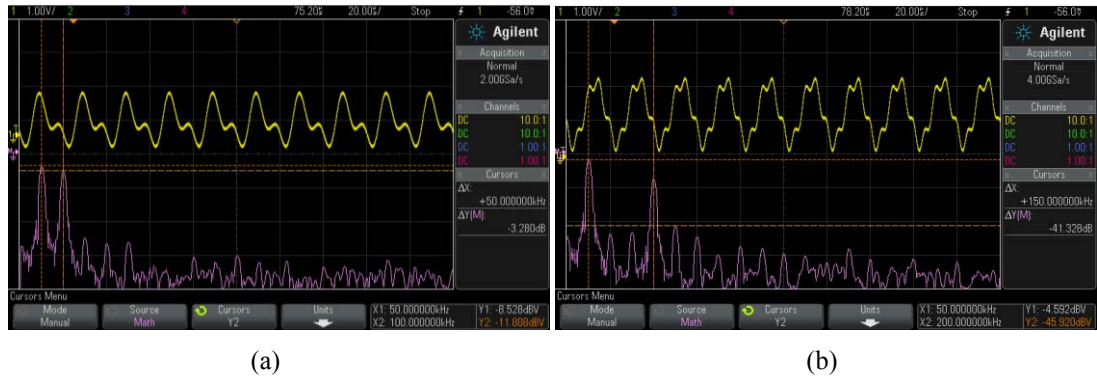 1 1.00V/ 2 3 4 75.20s 20.00s/ Stop 1 -56.0
Agilent
Acquisition
Normal
2.00GSa/s
Channels
DC 10.0:1
DC 10.0:1
DC 1.00:1
DC 1.00:1
Cursors
ΔX:
+50.000000kHz
ΔY(M):
-3.280dB
Cursors Menu
Mode Source Cursors Units
Manual Math Y2
X1: 50.000000kHz Y1: -8.528dBV
X2: 100.000000kHz Y2: -11.808dBV
(a)
1 1.00V/ 2 3 4 78.20s 20.00s/ Stop 1 -56.0
Agilent
Acquisition
Normal
4.00GSa/s
Channels
DC 10.0:1
DC 10.0:1
DC 1.00:1
DC 1.00:1
Cursors
ΔX:
+150.000000kHz
ΔY(M):
-41.328dB
Cursors Menu
Mode Source Cursors Units
Manual Math Y2
X1: 50.000000kHz Y1: -4.592dBV
X2: 200.000000kHz Y2: -45.920dBV
(b)